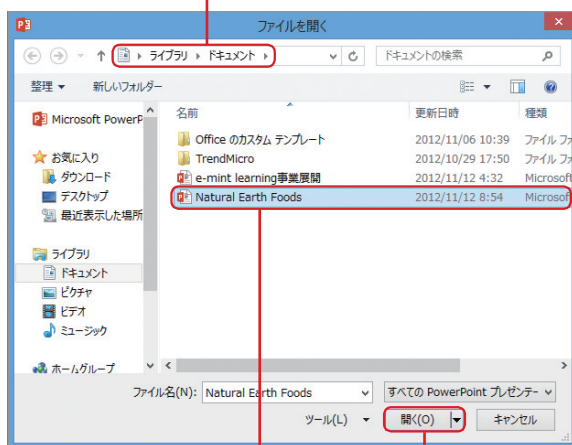 ファイルを開く
ライブラリ ドキュメント
ドキュメントの検索
整理 新しいフォルダー
Microsoft PowerP
お気に入り
ダウンロード
デスクトップ
最近表示した場所
ライブラリ
ドキュメント
ピクチャ
ビデオ
ミュージック
ホームグループ
名前 更新日時 種類
Office のカスタム テンプレート 2012/11/06 10:39 ファイル フォ
TrendMicro 2012/10/29 17:50 ファイル フォ
e-mint learning事業展開 2012/11/12 4:32 Microsoft
Natural Earth Foods 2012/11/12 8:54 Microsoft
ファイル名(N): Natural Earth Foods すべての PowerPoint プレゼンテー
ツール(L) 開く(O) キャンセル